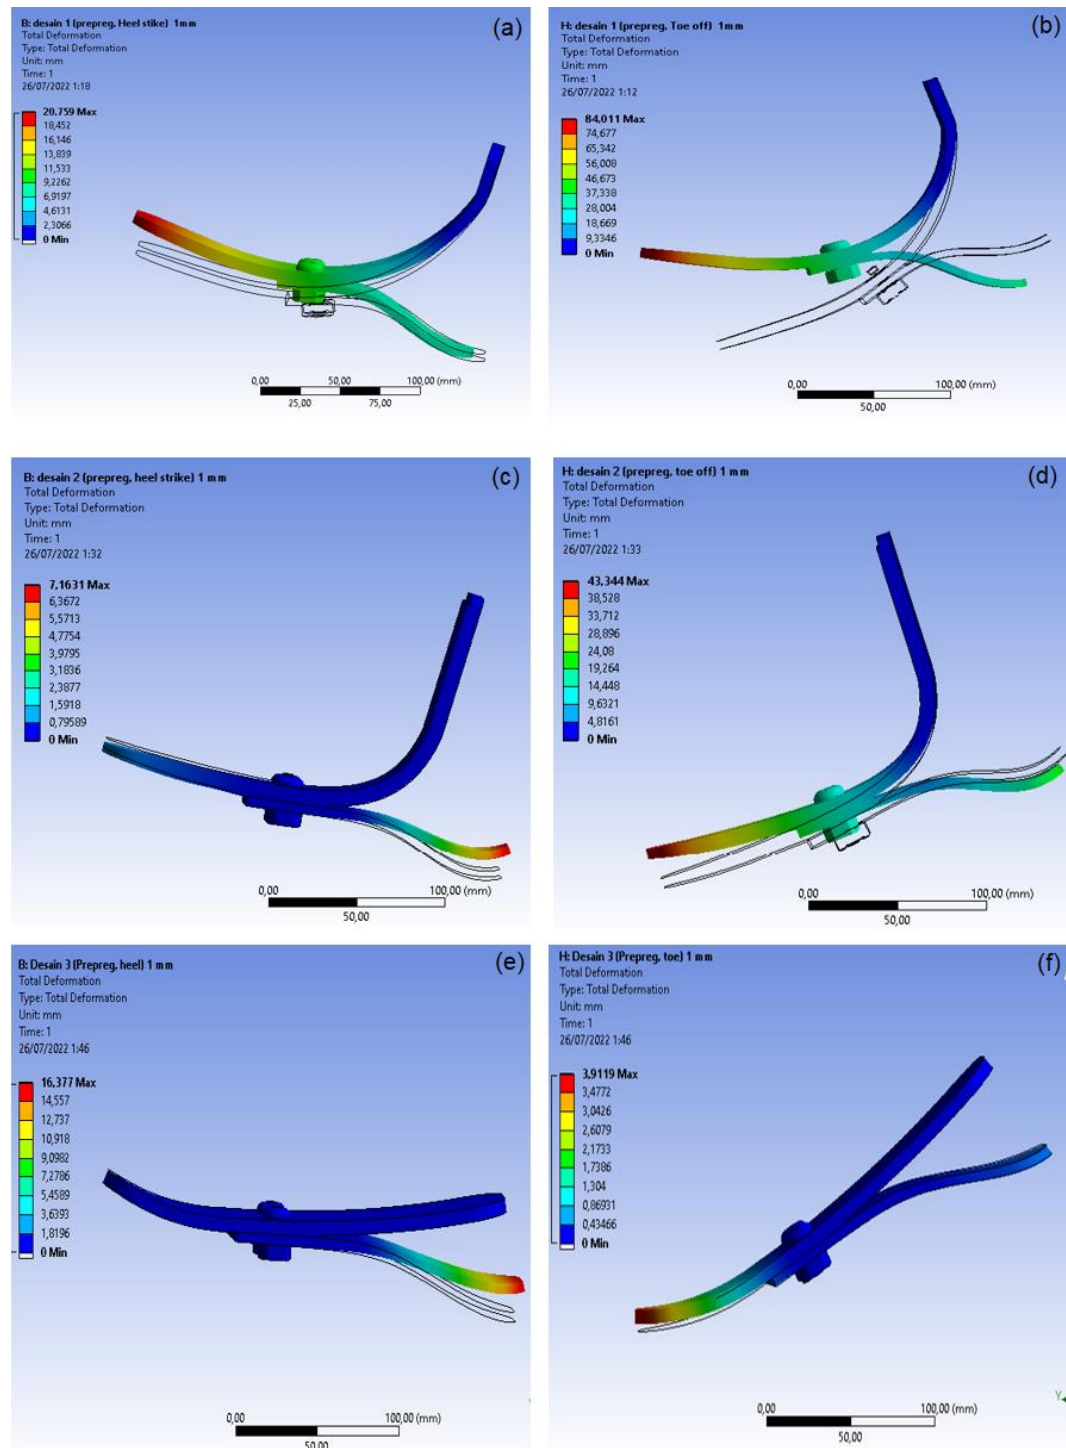 B: desain 1 (prepreg, Heel stike) 1mm
Total Deformation
Type: Total Deformation
Unit: mm
Time: 1
26/07/2022 1:18
(a)
20,759 Max
18,452
16,146
13,839
11,533
9,2262
6,9197
4,6131
2,3066
0 Min
0,00 50,00 100,00 (mm)
25,00 75,00
H: desain 1 (prepreg, Toe off) 1mm
Total Deformation
Type: Total Deformation
Unit: mm
Time: 1
26/07/2022 1:12
(b)
84,011 Max
74,677
65,342
56,008
46,673
37,338
28,004
18,669
9,3346
0 Min
0,00 100,00 (mm)
50,00
B: desain 2 (prepreg, heel strike) 1 mm
Total Deformation
Type: Total Deformation
Unit: mm
Time: 1
26/07/2022 1:32
(c)
7,1631 Max
6,3672
5,5713
4,7754
3,9795
3,1836
2,3877
1,5918
0,79589
0 Min
0,00 100,00 (mm)
50,00
H: desain 2 (prepreg, toe off) 1 mm
Total Deformation
Type: Total Deformation
Unit: mm
Time: 1
26/07/2022 1:33
(d)
43,344 Max
38,528
33,712
28,896
24,08
19,264
14,448
9,6321
4,8161
0 Min
0,00 100,00 (mm)
50,00
B: Desain 3 (Prepreg, heel) 1 mm
Total Deformation
Type: Total Deformation
Unit: mm
Time: 1
26/07/2022 1:46
(e)
16,377 Max
14,557
12,737
10,918
9,0982
7,2786
5,4589
3,6393
1,8196
0 Min
0,00 100,00 (mm)
50,00
H: Desain 3 (Prepreg, toe) 1 mm
Total Deformation
Type: Total Deformation
Unit: mm
Time: 1
26/07/2022 1:46
(f)
3,9119 Max
3,4772
3,0426
2,6079
2,1733
1,7386
1,304
0,86931
0,43466
0 Min
Y
0,00 100,00 (mm)
50,00